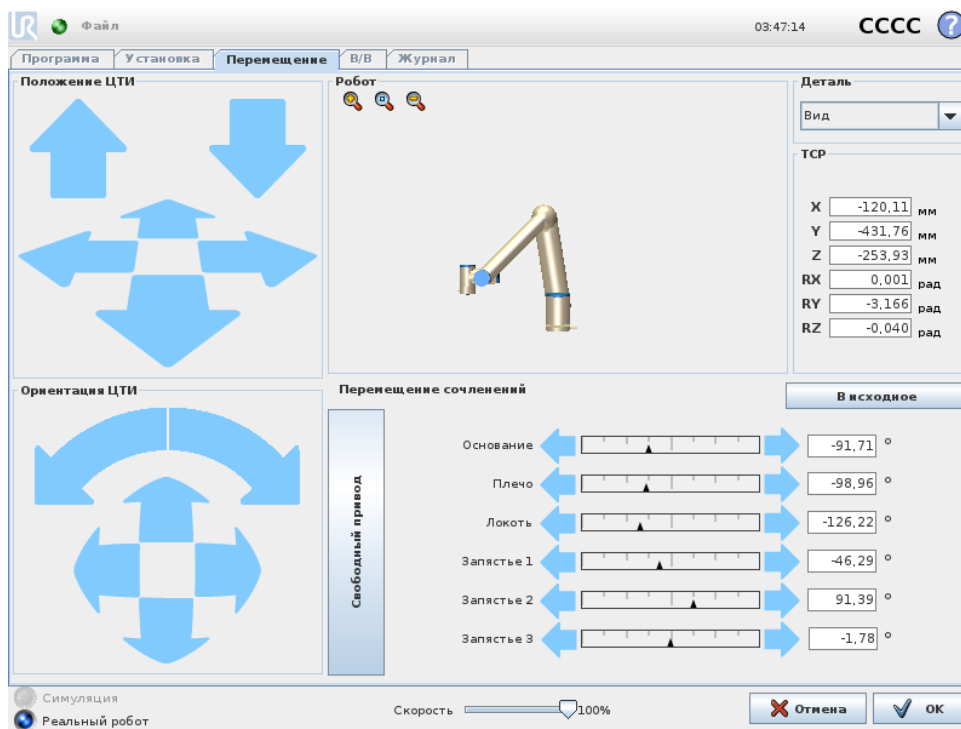 UR Файл 03:47:14 CCCC ?
Программа Установка Перемещение В/В Журнал
Положение ЦТИ
Робот
Деталь
Вид
TCP
X -120,11 мм
Y -431,76 мм
Z -253,93 мм
RX 0,001 рад
RY -3,166 рад
RZ -0,040 рад
Ориентация ЦТИ
Перемещение сочленений
В исходное
Свободный привод
Основание -91,71 °
Плечо -98,96 °
Локоть -126,22 °
Запястье 1 -46,29 °
Запястье 2 91,39 °
Запястье 3 -1,78 °
Симуляция
Реальный робот
Скорость 100%
Отмена
OK